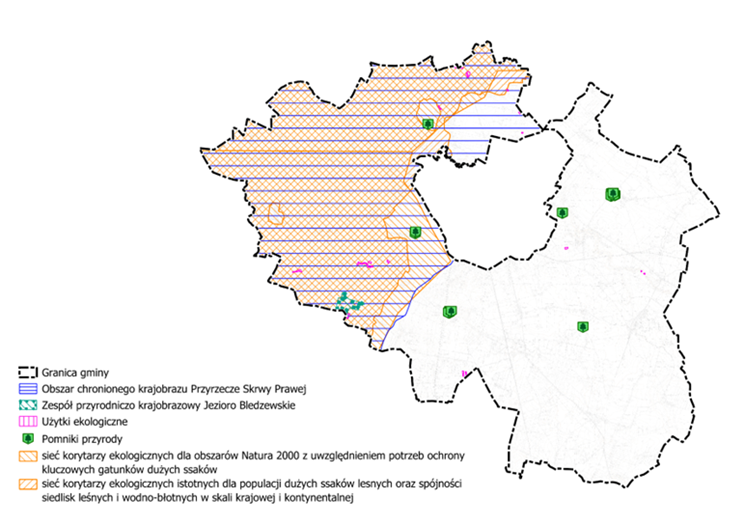 Granica gminy
Obszar chronionego krajobrazu Przyrzecze Skrwy Prawej
Zespół przyrodniczo krajobrazowy Jezioro Bledzewskie
Użytki ekologiczne
Pomniki przyrody
sieć korytarzy ekologicznych dla obszarów Natura 2000 z uwzględnieniem potrzeb ochrony
kluczowych gatunków dużych ssaków
sieć korytarzy ekologicznych istotnych dla populacji dużych ssaków lesnych oraz spójności
siedlisk leśnych i wodno-błotnych w skali krajowej i kontynentalnej